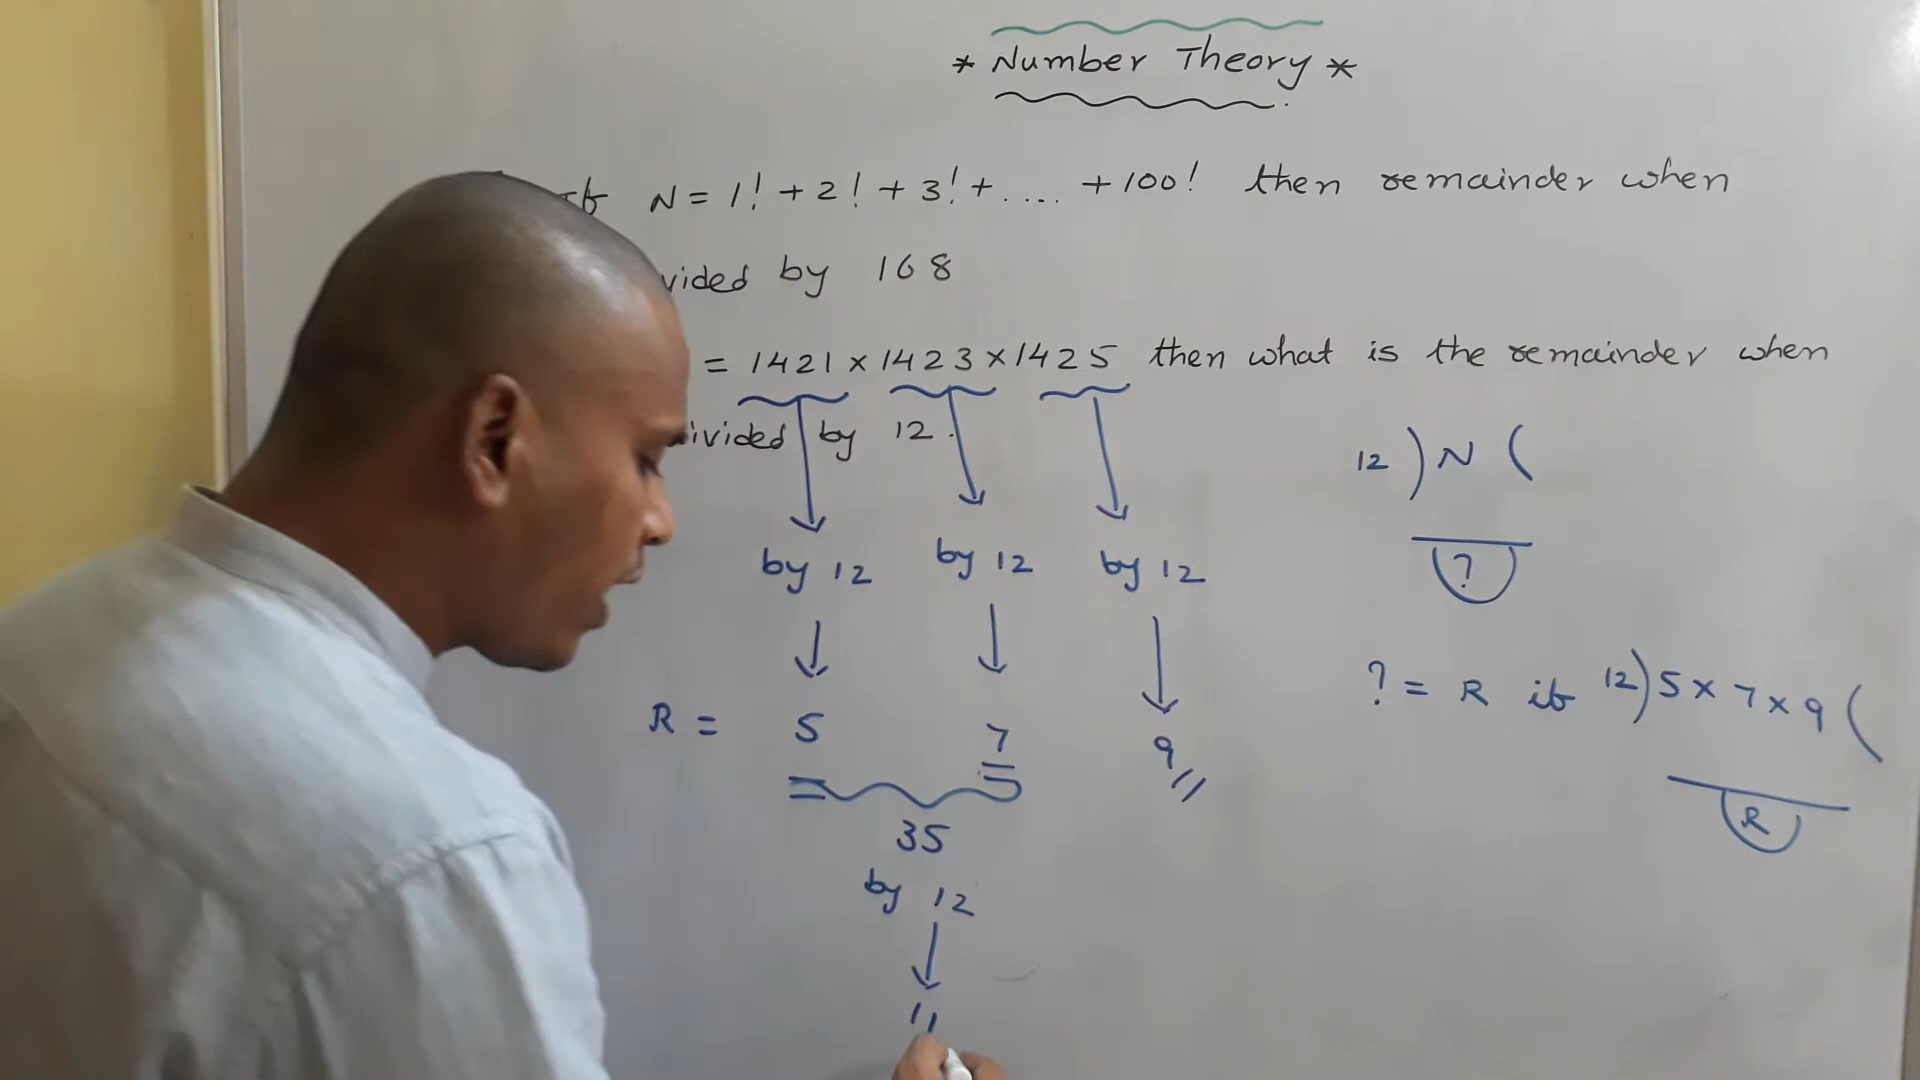 * Number Theory *
If N = 1! + 2! + 3! + .... + 100! then remainder when
vided by 168
= 1421 × 1423 × 1425 then what is the remainder when
divided by 12.
12 ) N (
?
by 12 by 12 by 12
? = R if 12) 5 × 7 × 9 (
R
R = 5 7 9
35
by 12
11